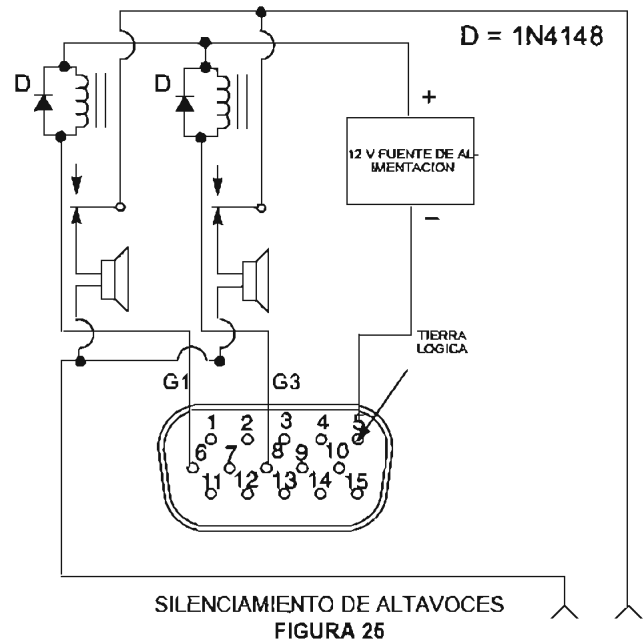 D = 1N4148
D
D
+
12 V FUENTE DE AL-
IMENTACION
−
TIERRA
LOGICA
G1
G3
1 2 3 4 5
6 7 8 9 10
11 12 13 14 15
SILENCIAMIENTO DE ALTAVOCES
FIGURA 25